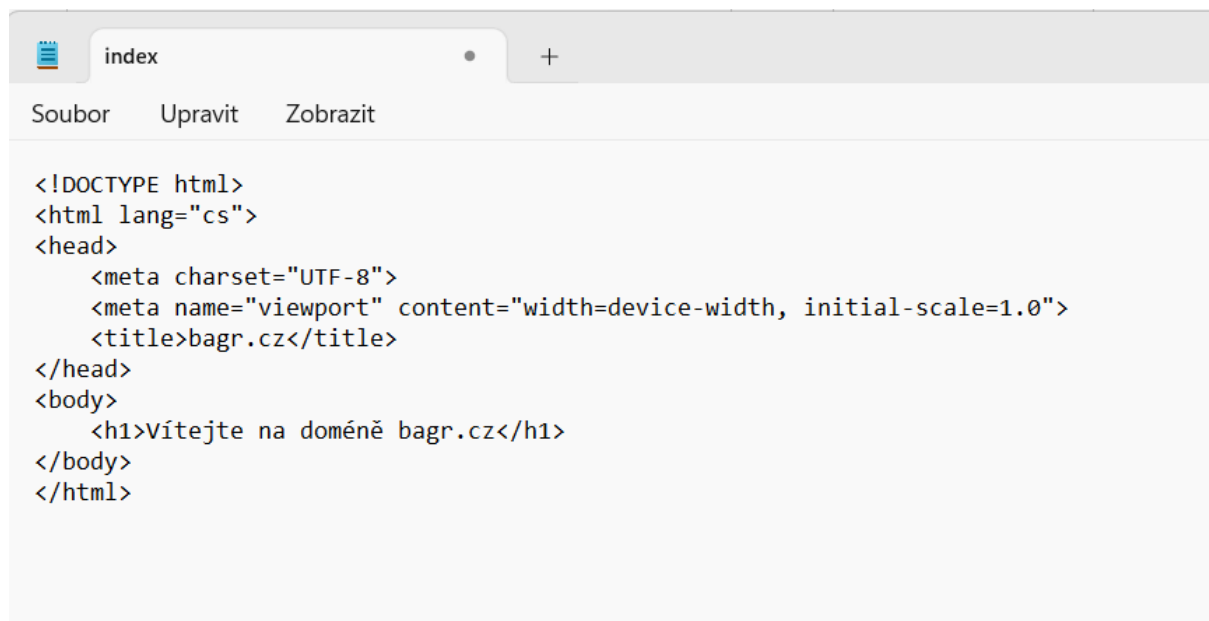 index
Soubor Upravit Zobrazit
<!DOCTYPE html>
<html lang="cs">
<head>
    <meta charset="UTF-8">
    <meta name="viewport" content="width=device-width, initial-scale=1.0">
    <title>bagr.cz</title>
</head>
<body>
    <h1>Vítejte na doméně bagr.cz</h1>
</body>
</html>